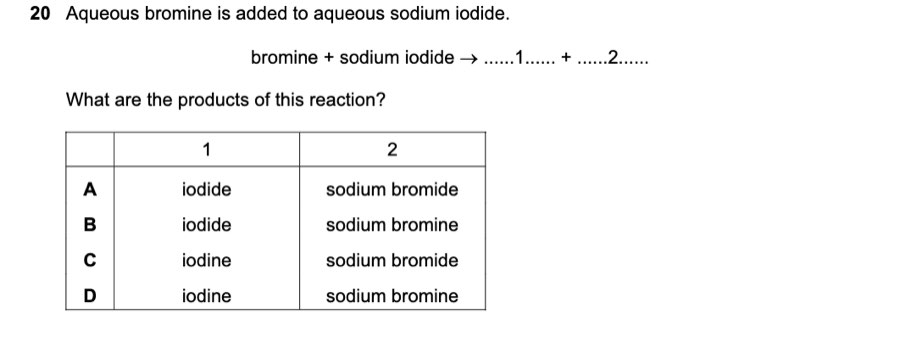 20 Aqueous bromine is added to aqueous sodium iodide.
bromine + sodium iodide → ......1...... + ......2......
What are the products of this reaction?
1 2
A iodide sodium bromide
B iodide sodium bromine
C iodine sodium bromide
D iodine sodium bromine